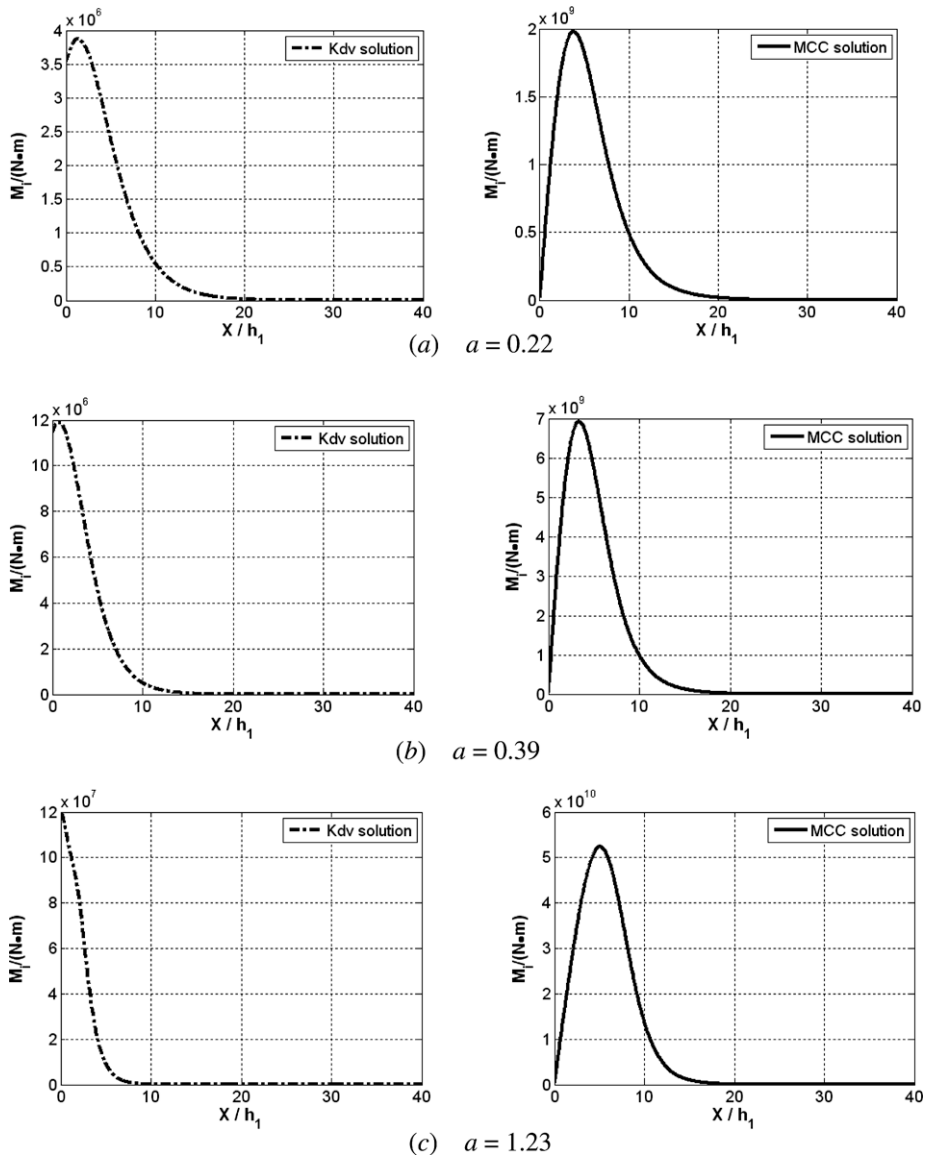 x 10^6
4
3.5
3
2.5
2
1.5
1
0.5
0
M_i/(N•m)
Kdv solution
0 10 20 30 40
X / h_1
x 10^9
2
1.5
1
0.5
0
M_i/(N•m)
MCC solution
0 10 20 30 40
X / h_1
(a) a = 0.22
x 10^6
12
10
8
6
4
2
0
M_i/(N•m)
Kdv solution
0 10 20 30 40
X / h_1
x 10^9
7
6
5
4
3
2
1
0
M_i/(N•m)
MCC solution
0 10 20 30 40
X / h_1
(b) a = 0.39
x 10^7
12
10
8
6
4
2
0
M_i/(N•m)
Kdv solution
0 10 20 30 40
X / h_1
x 10^10
6
5
4
3
2
1
0
M_i/(N•m)
MCC solution
0 10 20 30 40
X / h_1
(c) a = 1.23